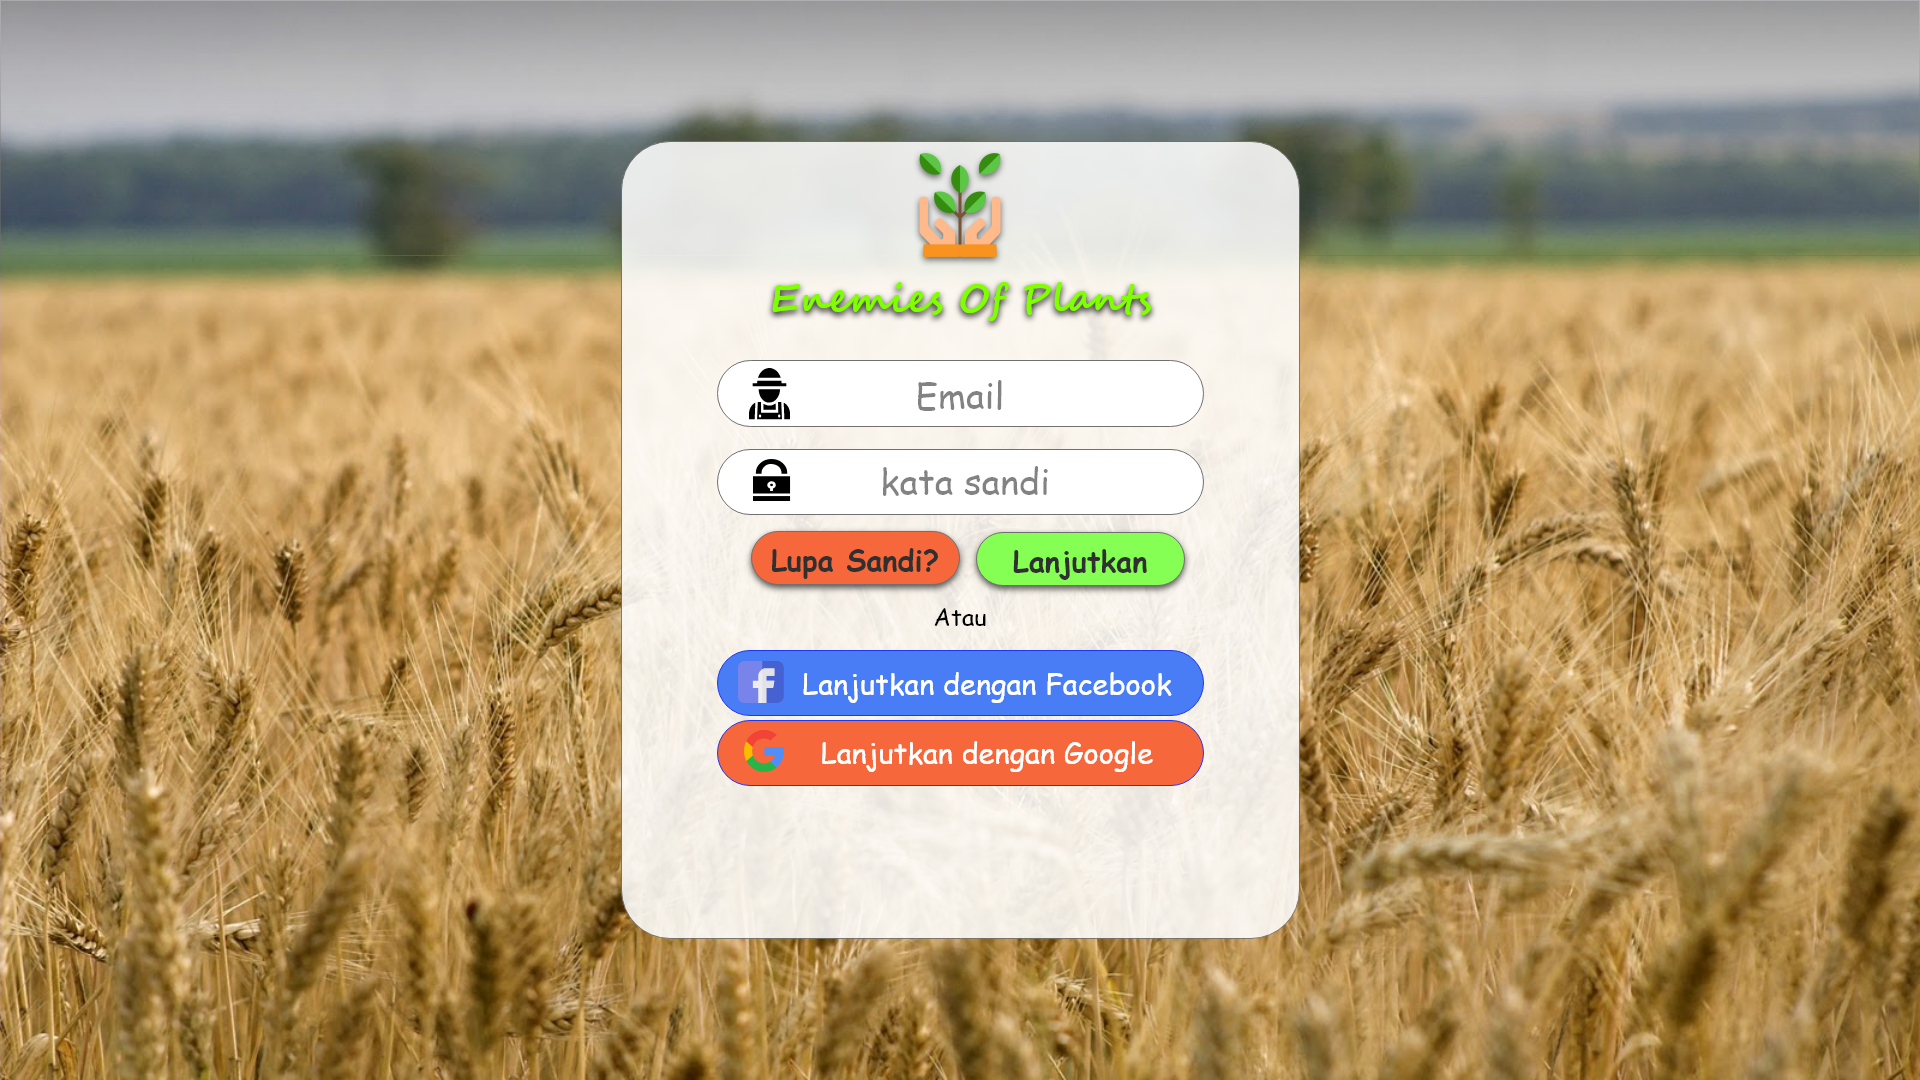 Enemies Of Plants
Email
kata sandi
Lupa Sandi?
Lanjutkan
Atau
Lanjutkan dengan Facebook
Lanjutkan dengan Google